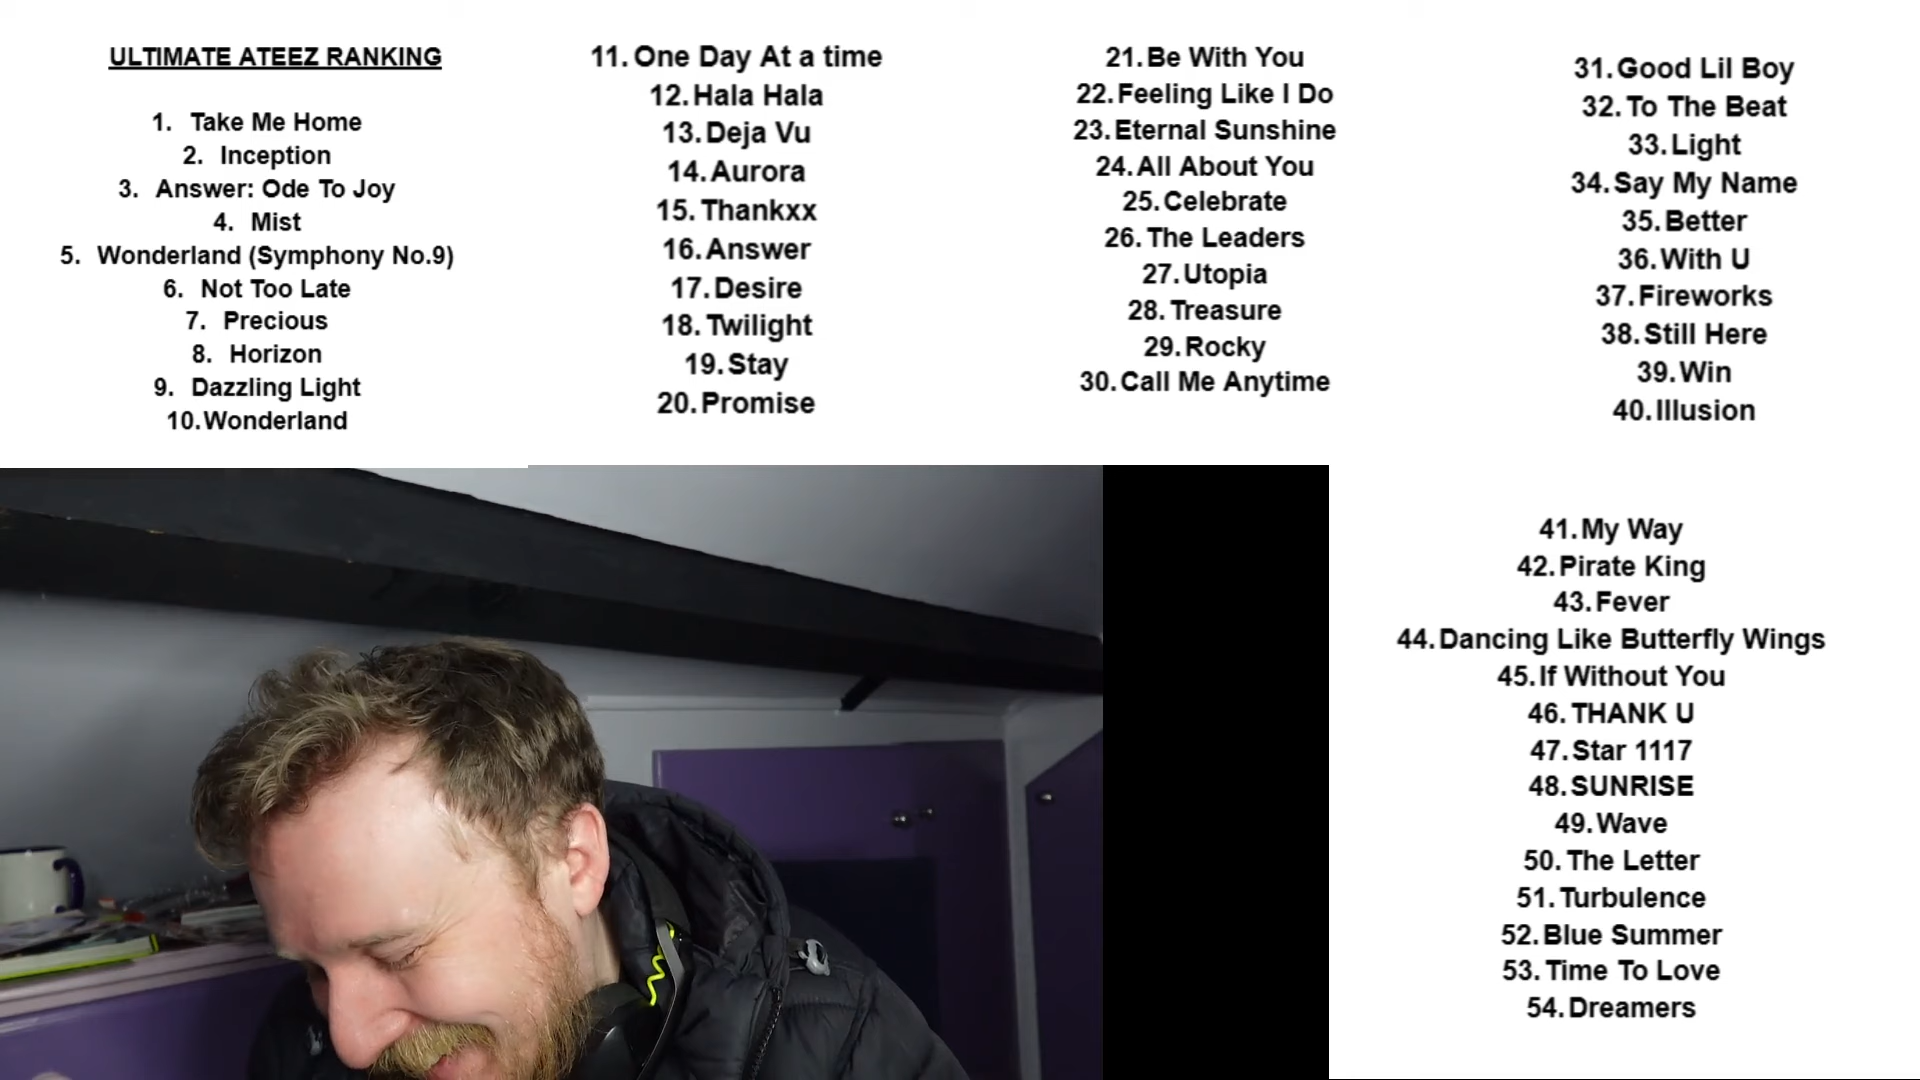 ULTIMATE ATEEZ RANKING
1. Take Me Home
2. Inception
3. Answer: Ode To Joy
4. Mist
5. Wonderland (Symphony No.9)
6. Not Too Late
7. Precious
8. Horizon
9. Dazzling Light
10.Wonderland
11. One Day At a time
12. Hala Hala
13. Deja Vu
14. Aurora
15. Thankxx
16. Answer
17. Desire
18. Twilight
19. Stay
20. Promise
21. Be With You
22. Feeling Like I Do
23. Eternal Sunshine
24. All About You
25. Celebrate
26. The Leaders
27. Utopia
28. Treasure
29. Rocky
30. Call Me Anytime
31. Good Lil Boy
32. To The Beat
33. Light
34. Say My Name
35. Better
36. With U
37. Fireworks
38. Still Here
39. Win
40. Illusion
41. My Way
42. Pirate King
43. Fever
44. Dancing Like Butterfly Wings
45. If Without You
46. THANK U
47. Star 1117
48. SUNRISE
49. Wave
50. The Letter
51. Turbulence
52. Blue Summer
53. Time To Love
54. Dreamers